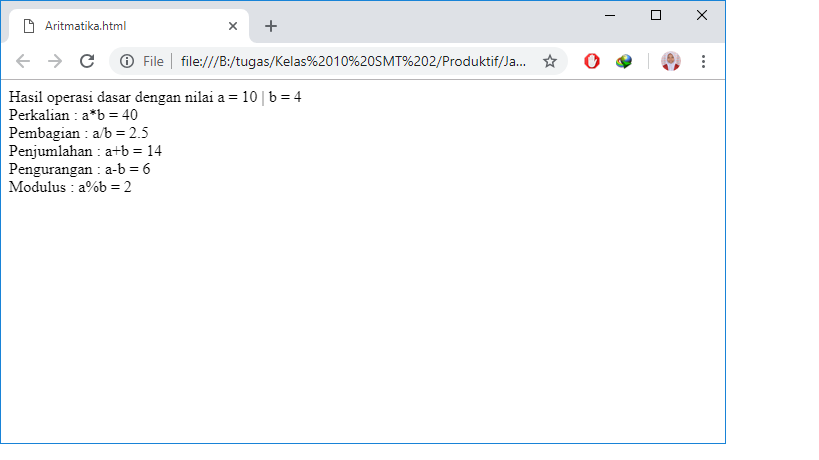 Aritmatika.html
File | file:///B:/tugas/Kelas%2010%20SMT%202/Produktif/Ja...
Hasil operasi dasar dengan nilai a = 10 | b = 4
Perkalian : a*b = 40
Pembagian : a/b = 2.5
Penjumlahan : a+b = 14
Pengurangan : a-b = 6
Modulus : a%b = 2